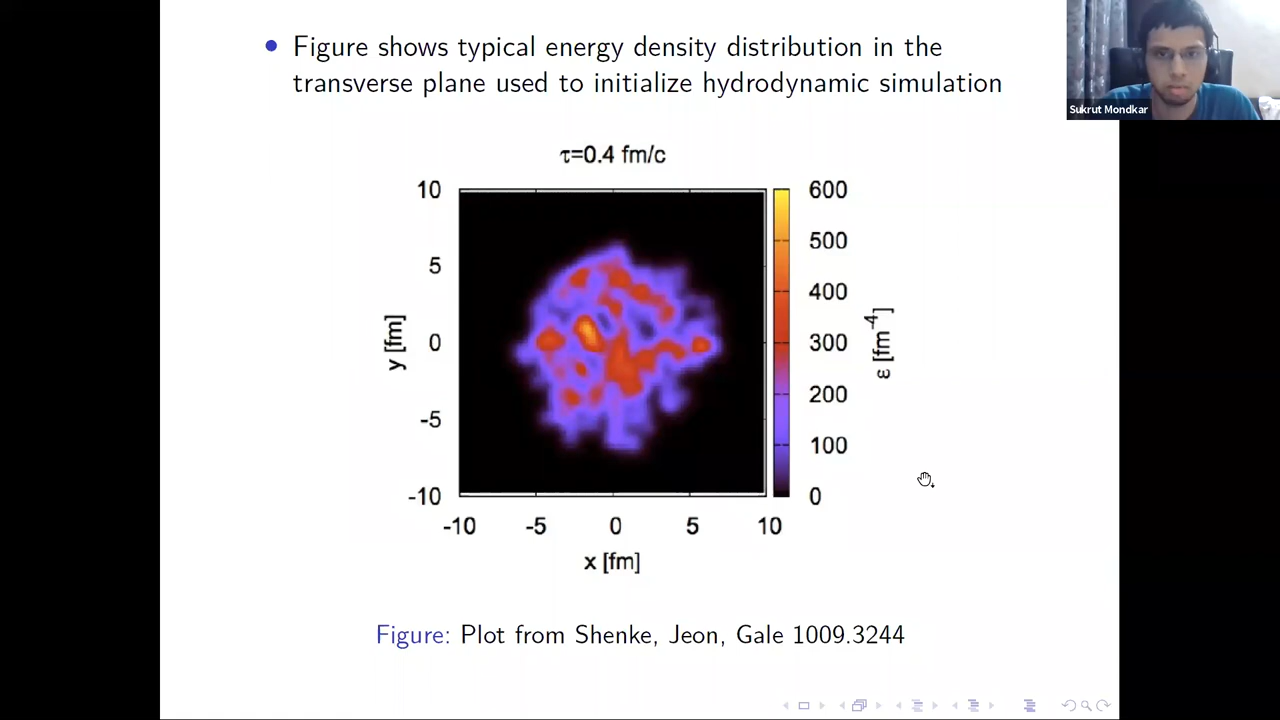 • Figure shows typical energy density distribution in the
transverse plane used to initialize hydrodynamic simulation
Sukrut Mondkar
τ=0.4 fm/c
10
5
0
-5
-10
y [fm]
-10 -5 0 5 10
x [fm]
600
500
400
300
200
100
0
ε [fm⁻⁴]
Figure: Plot from Shenke, Jeon, Gale 1009.3244